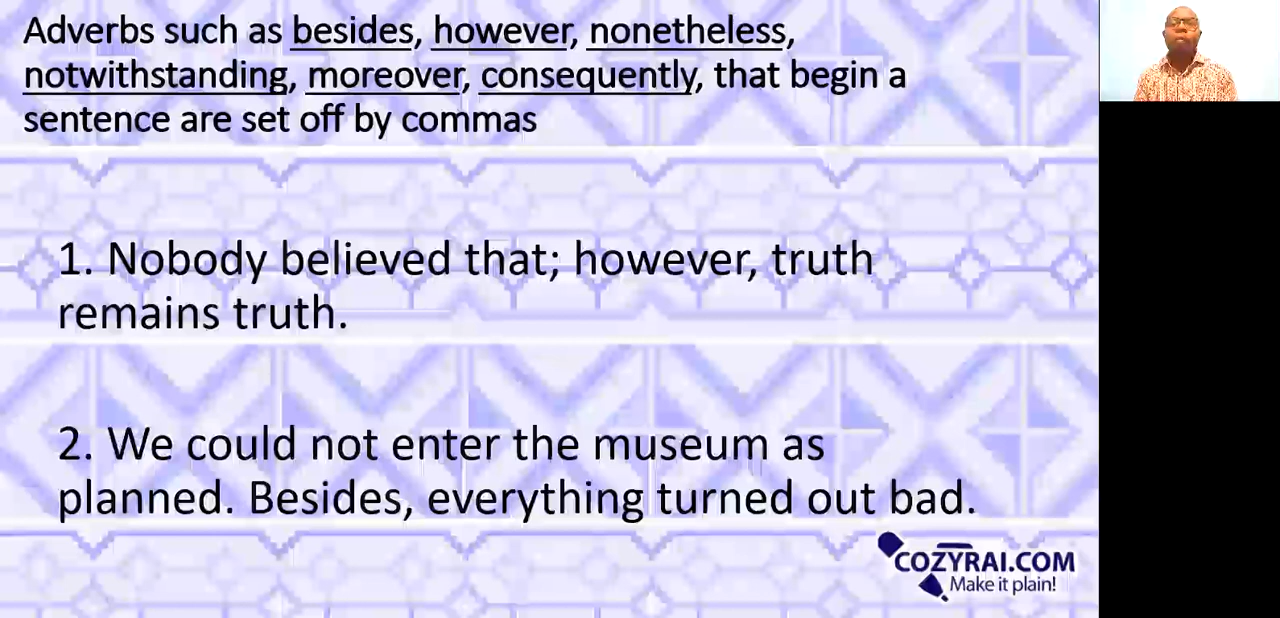 Adverbs such as besides, however, nonetheless,
notwithstanding, moreover, consequently, that begin a
sentence are set off by commas
1. Nobody believed that; however, truth
remains truth.
2. We could not enter the museum as
planned. Besides, everything turned out bad.
COZYRAI.COM
Make it plain!